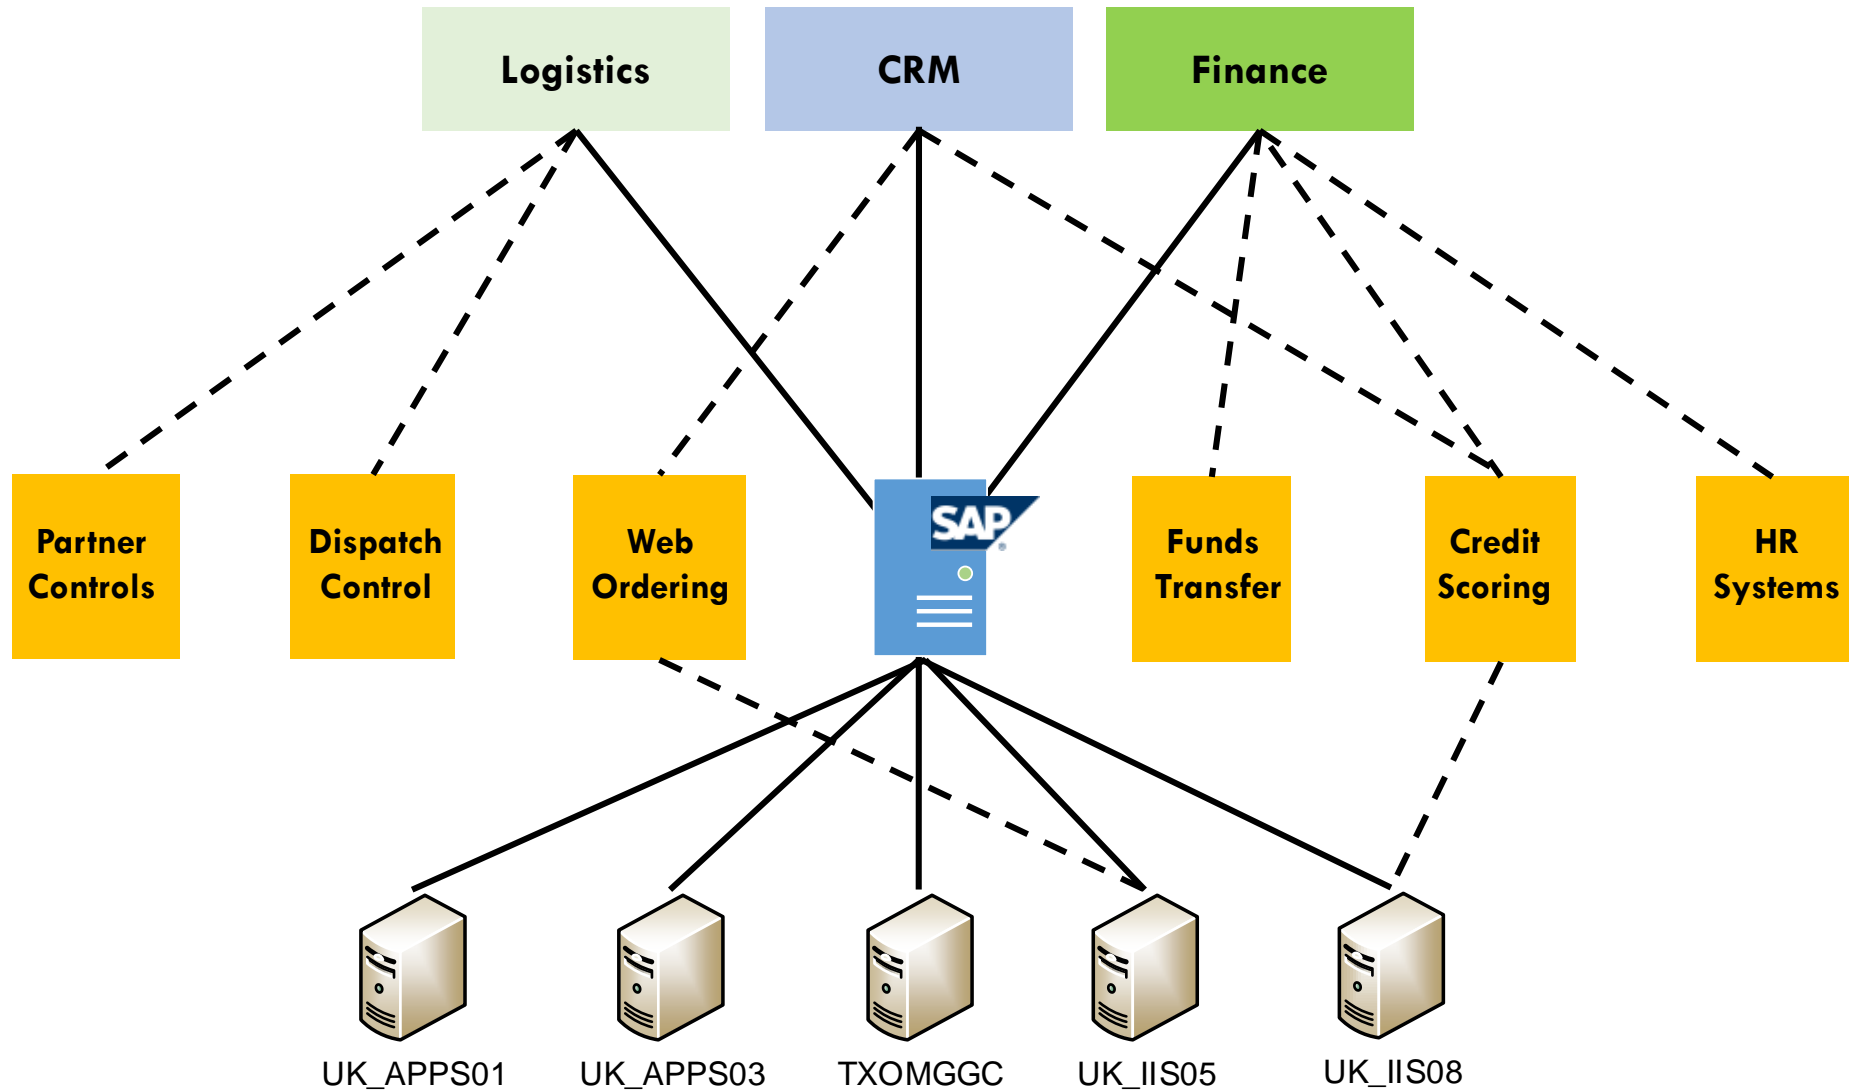 Logistics
CRM
Finance
Partner
Controls
Dispatch
Control
Web
Ordering
SAP
®
Funds
Transfer
Credit
Scoring
HR
Systems
UK_APPS01
UK_APPS03
TXOMGGC
UK_IIS05
UK_IIS08